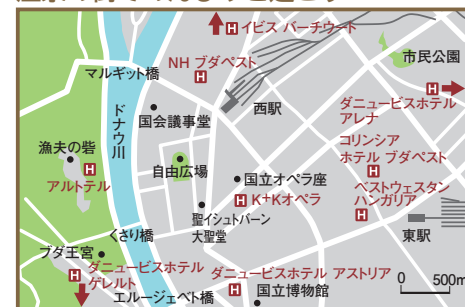 イビス バーチ ウート
市民公園
NH ブダペスト
マルギット橋
西駅
ダニュービスホテル
アレナ
国会議事堂
ドナウ川
コリンシア
ホテル ブダペスト
漁夫の砦
自由広場
アルトテル
国立オペラ座
ベストウェスタン
ハンガリア
K+Kオペラ
聖イシュトバーン
大聖堂
くさり橋
東駅
ブダ王宮
ダニュービスホテル
ゲレルト
ダニュービスホテル アストリア
0 500m
エルージェベト橋
国立博物館